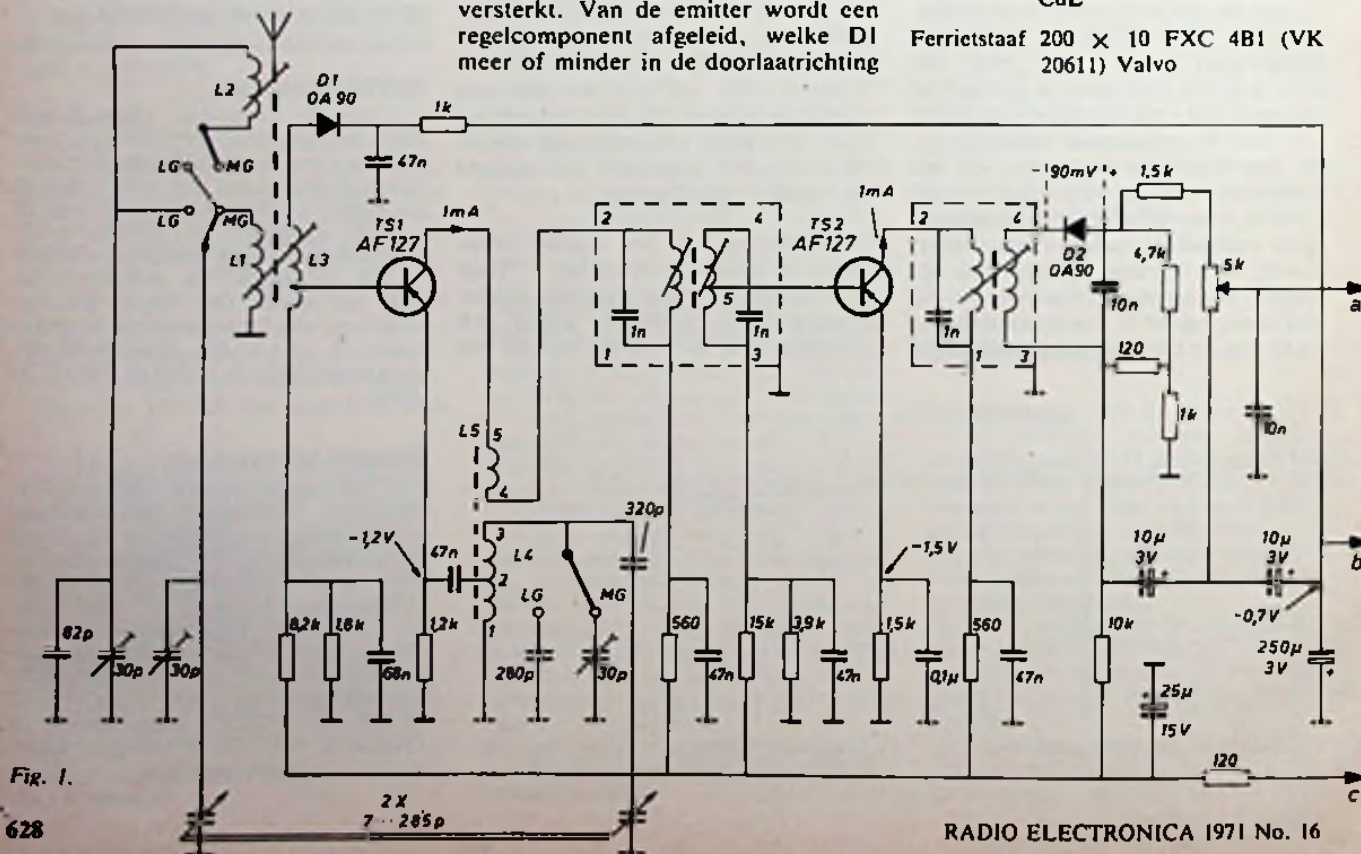 versterkt. Van de emitter wordt een
regelcomponent afgeleid, welke D1
meer of minder in de doorlaatrichting
CuL
Ferrietstaaf 200 × 10 FXC 4B1 (VK
20611) Valvo
L2
D1
OA90
1k
47n
LG
MG
LG
MG
L1
L3
TS1
AF127
1mA
2
4
5
1n
1n
1
3
TS2
AF127
1mA
2
4
1n
1
3
- 90mV +
D2
OA90
1,5k
4,7k
5k
10n
120
1k
10n
a
L5
5
4
3
L4
2
1
320p
-1,2V
47n
LG
MG
-1,5V
10µ
3V
+
10µ
3V
+
b
-0,7V
82p
30p
30p
8,2k
1,8k
68n
1,2k
280p
30p
560
47n
15k
3,9k
47n
1,5k
0,1µ
560
47n
10k
+
25µ
15V
250µ
3V
+
120
c
Fig. 1.
2 X
7...285p
628
RADIO ELECTRONICA 1971 No. 16